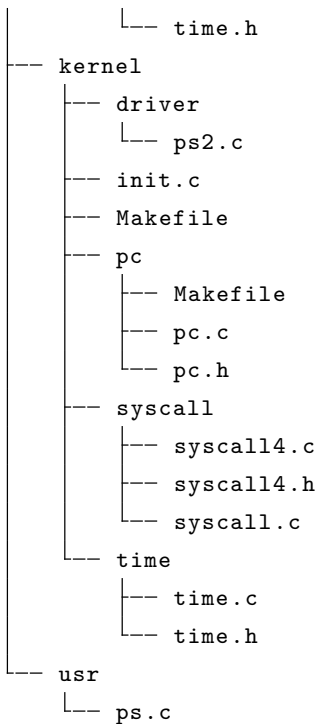 time.h
kernel
driver
ps2.c
init.c
Makefile
pc
Makefile
pc.c
pc.h
syscall
syscall4.c
syscall4.h
syscall.c
time
time.c
time.h
usr
ps.c